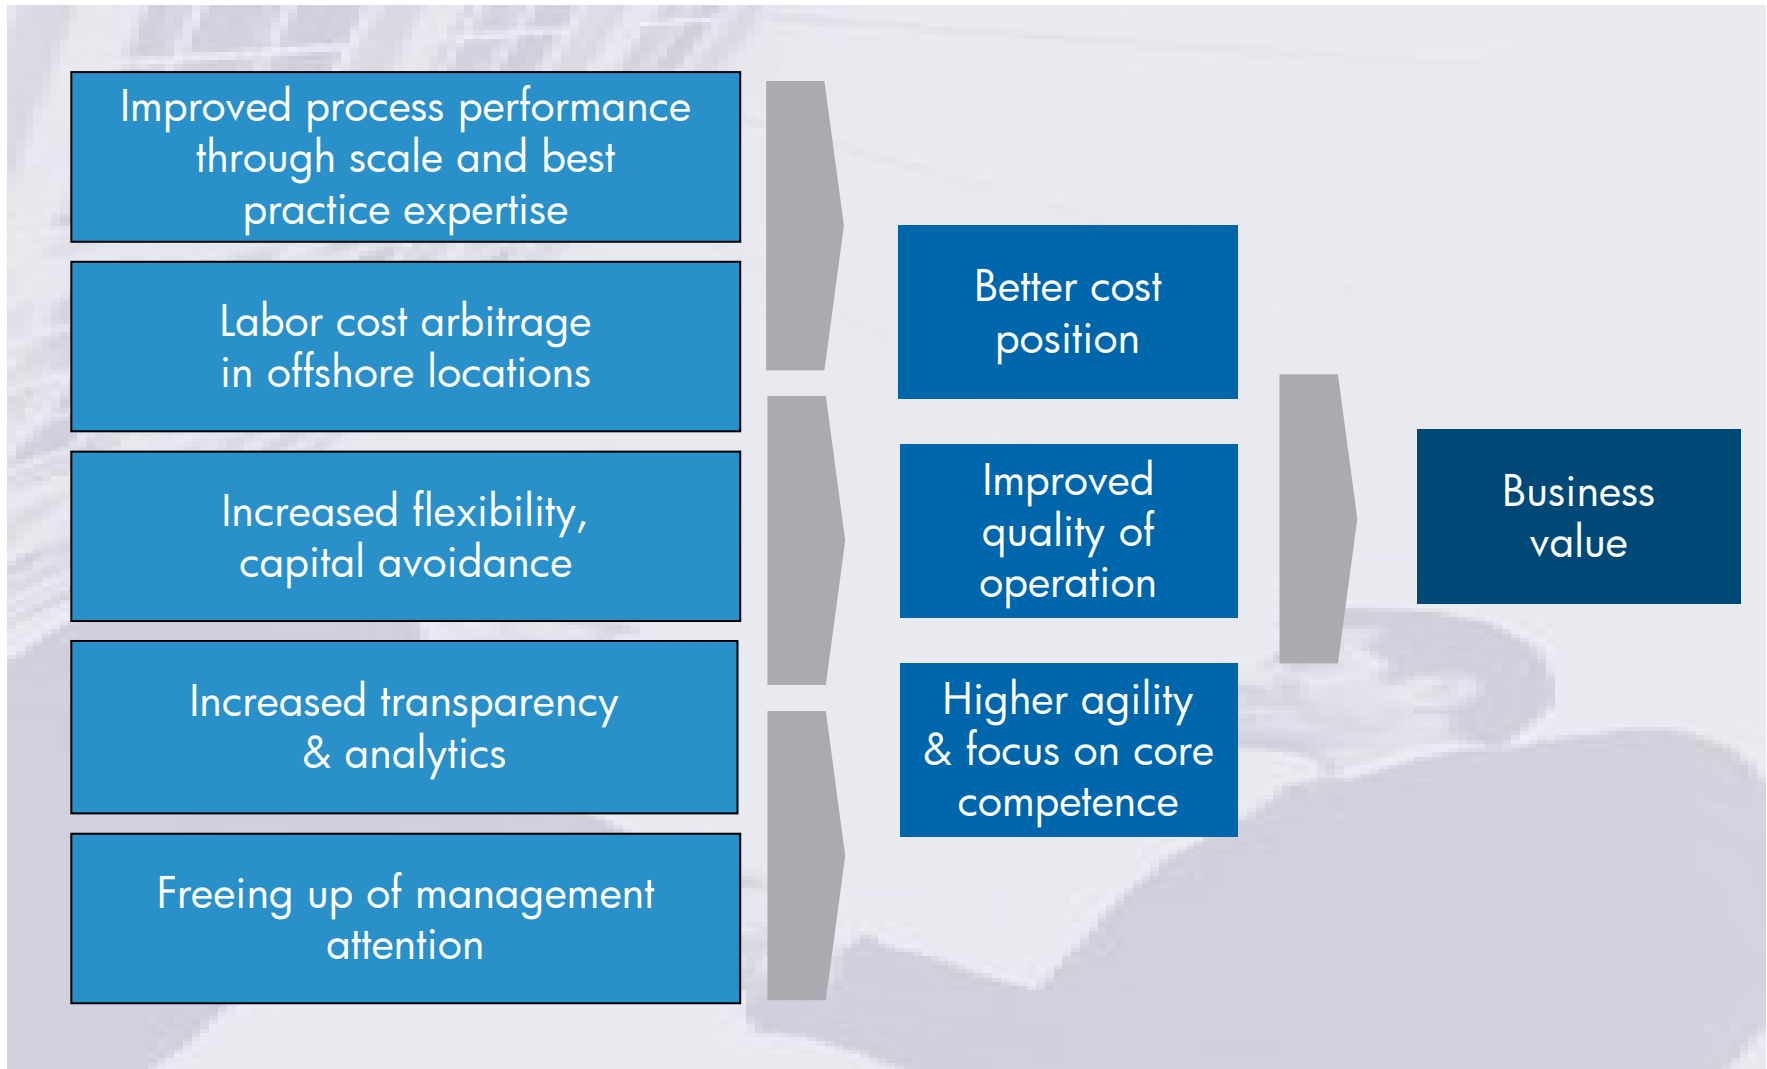 Improved process performance
through scale and best
practice expertise
Labor cost arbitrage
in offshore locations
Increased flexibility,
capital avoidance
Increased transparency
& analytics
Freeing up of management
attention
Better cost
position
Improved
quality of
operation
Higher agility
& focus on core
competence
Business
value